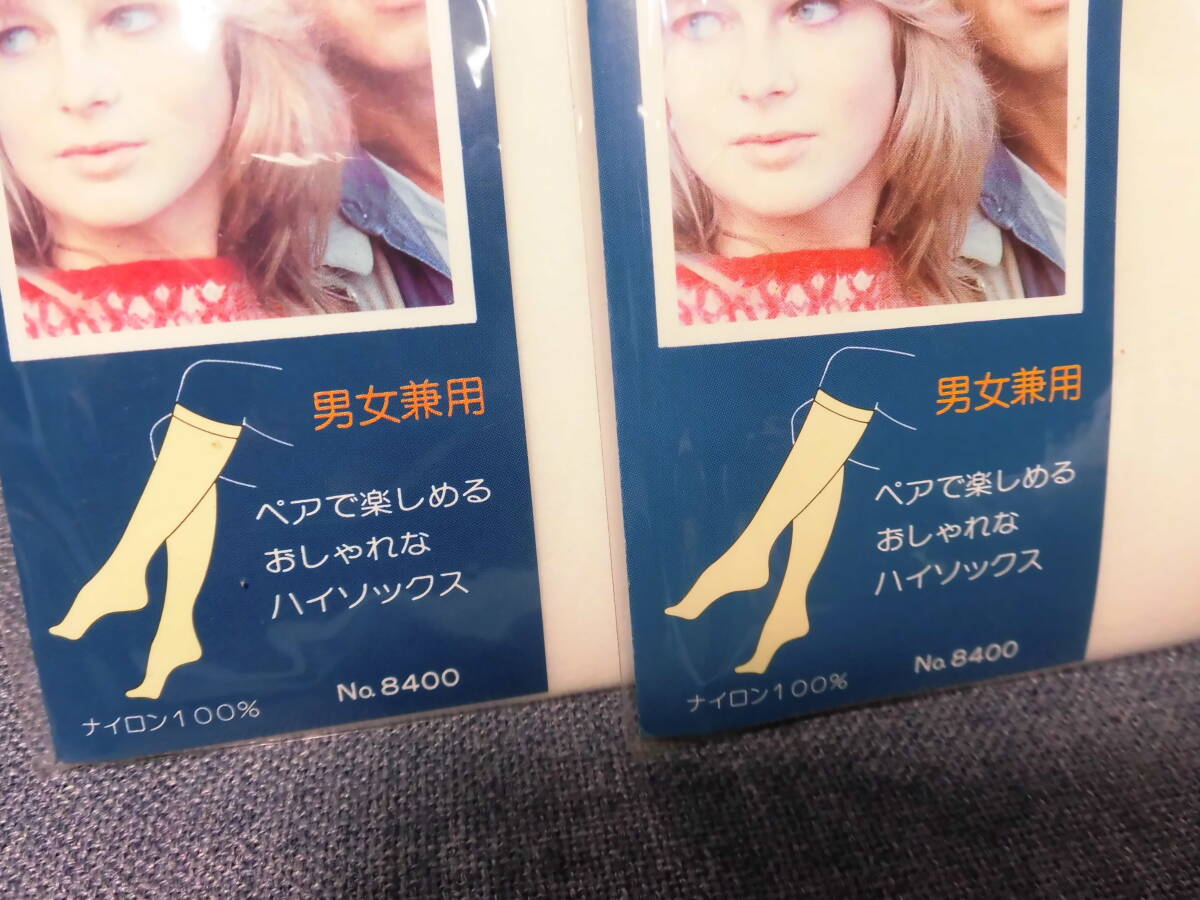 男女兼用
ペアで楽しめる
おしゃれな
ハイソックス
No.8400
ナイロン100%
男女兼用
ペアで楽しめる
おしゃれな
ハイソックス
No.8400
ナイロン100%